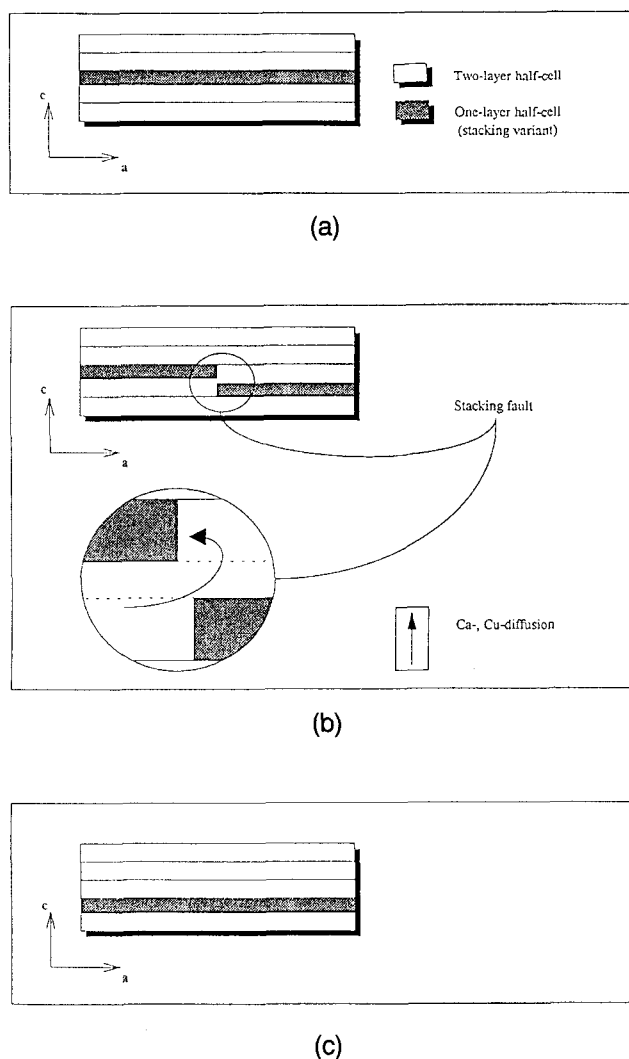 c
a
Two-layer half-cell
One-layer half-cell
(stacking variant)
(a)
c
a
Stacking fault
Ca-, Cu-diffusion
(b)
c
a
(c)